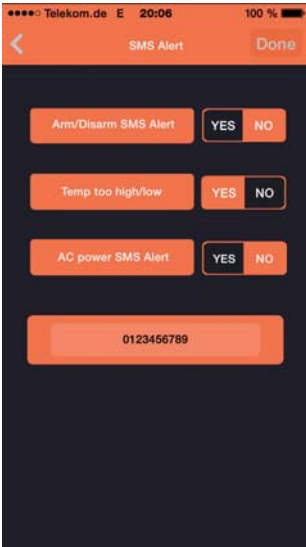 Telekom.de E 20:06 100 %
SMS Alert Done
Arm/Disarm SMS Alert YES NO
Temp too high/low YES NO
AC power SMS Alert YES NO
0123456789